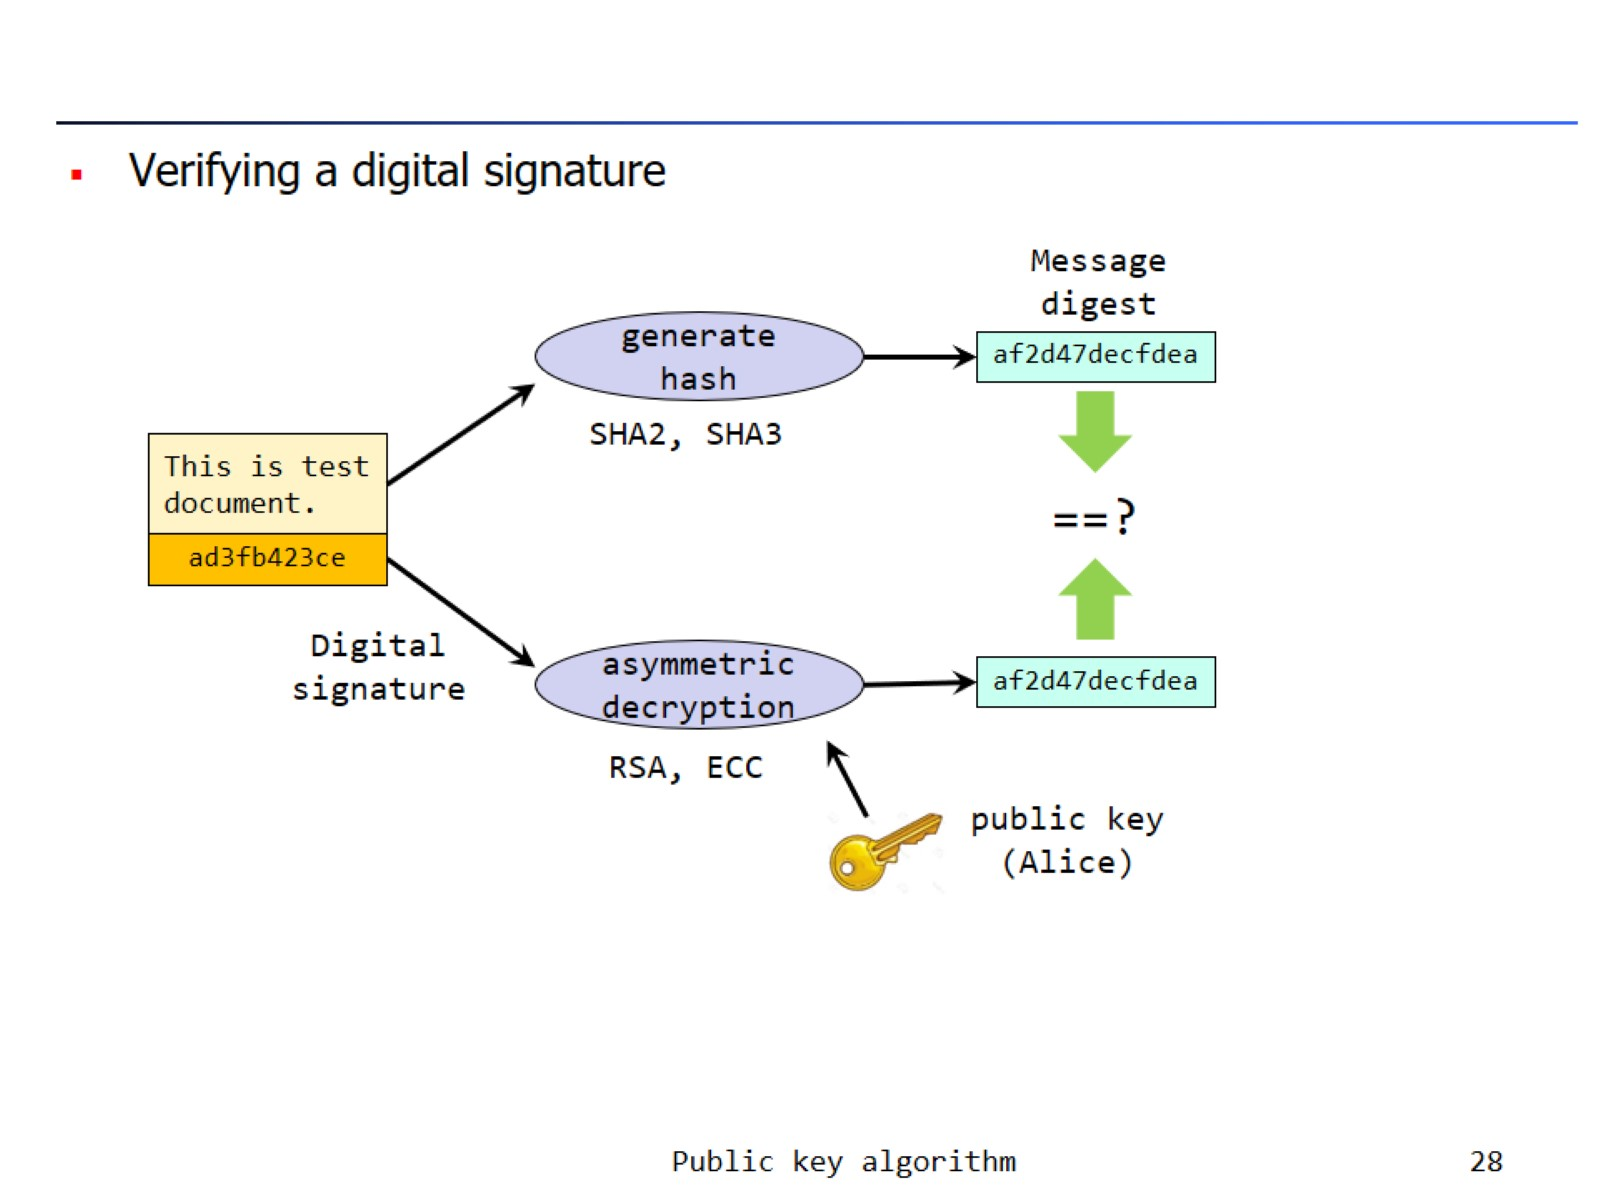 Verifying a digital signature
Message
digest
generate
hash
af2d47decfdea
SHA2, SHA3
This is test
document.
ad3fb423ce
==?
Digital
signature
asymmetric
decryption
af2d47decfdea
RSA, ECC
public key
(Alice)
Public key algorithm
28